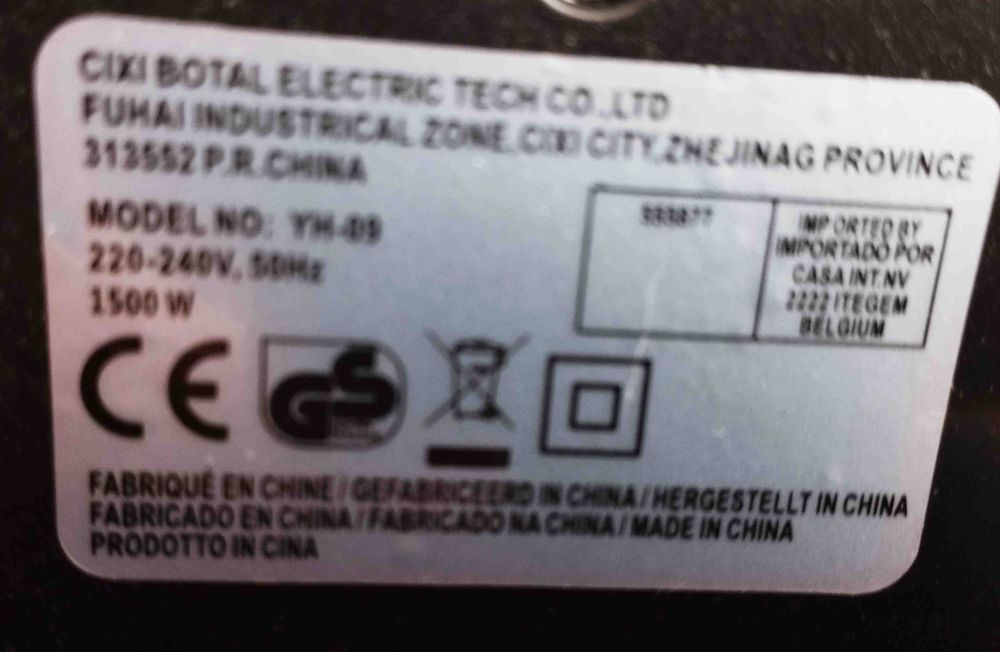 CIXI BOTAL ELECTRIC TECH CO.,LTD
FUHAI INDUSTRICAL ZONE,CIXI CITY,ZHEJINAG PROVINCE
313552 P.R.CHINA
MODEL NO: YH-09
220-240V, 50Hz
1500 W
IMPORTED BY
IMPORTADO POR
CASA INT.NV
2222 ITEGEM
BELGIUM
CE
GS
FABRIQUÉ EN CHINE / GEFABRICEERD IN CHINA / HERGESTELLT IN CHINA
FABRICADO EN CHINA / FABRICADO NA CHINA / MADE IN CHINA
PRODOTTO IN CINA